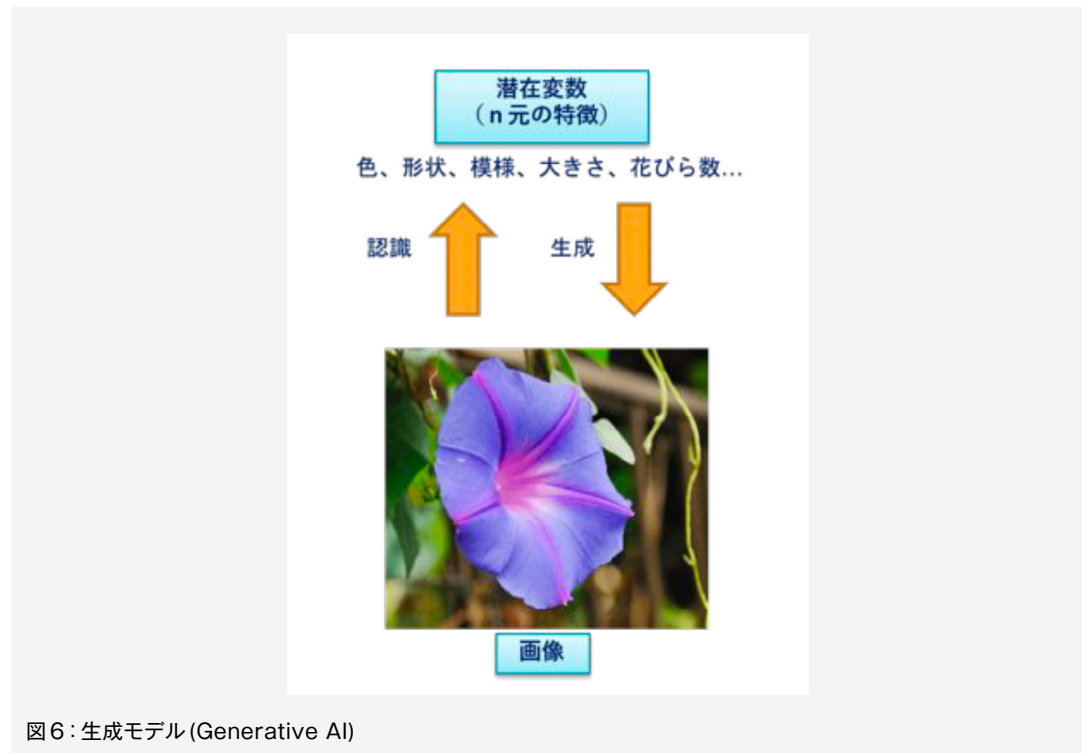 潜在変数
（n元の特徴）
色、形状、模様、大きさ、花びら数…
認識
生成
画像
図6：生成モデル(Generative AI)